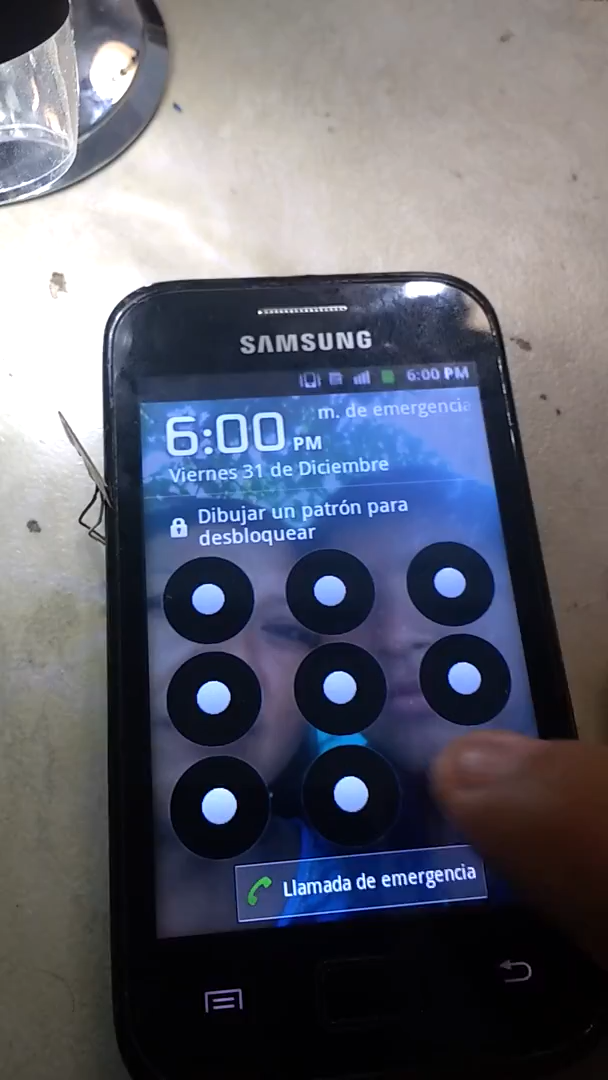 SAMSUNG
6:00 PM
m. de emergencia
6:00 PM
Viernes 31 de Diciembre
Dibujar un patrón para
desbloquear
Llamada de emergencia